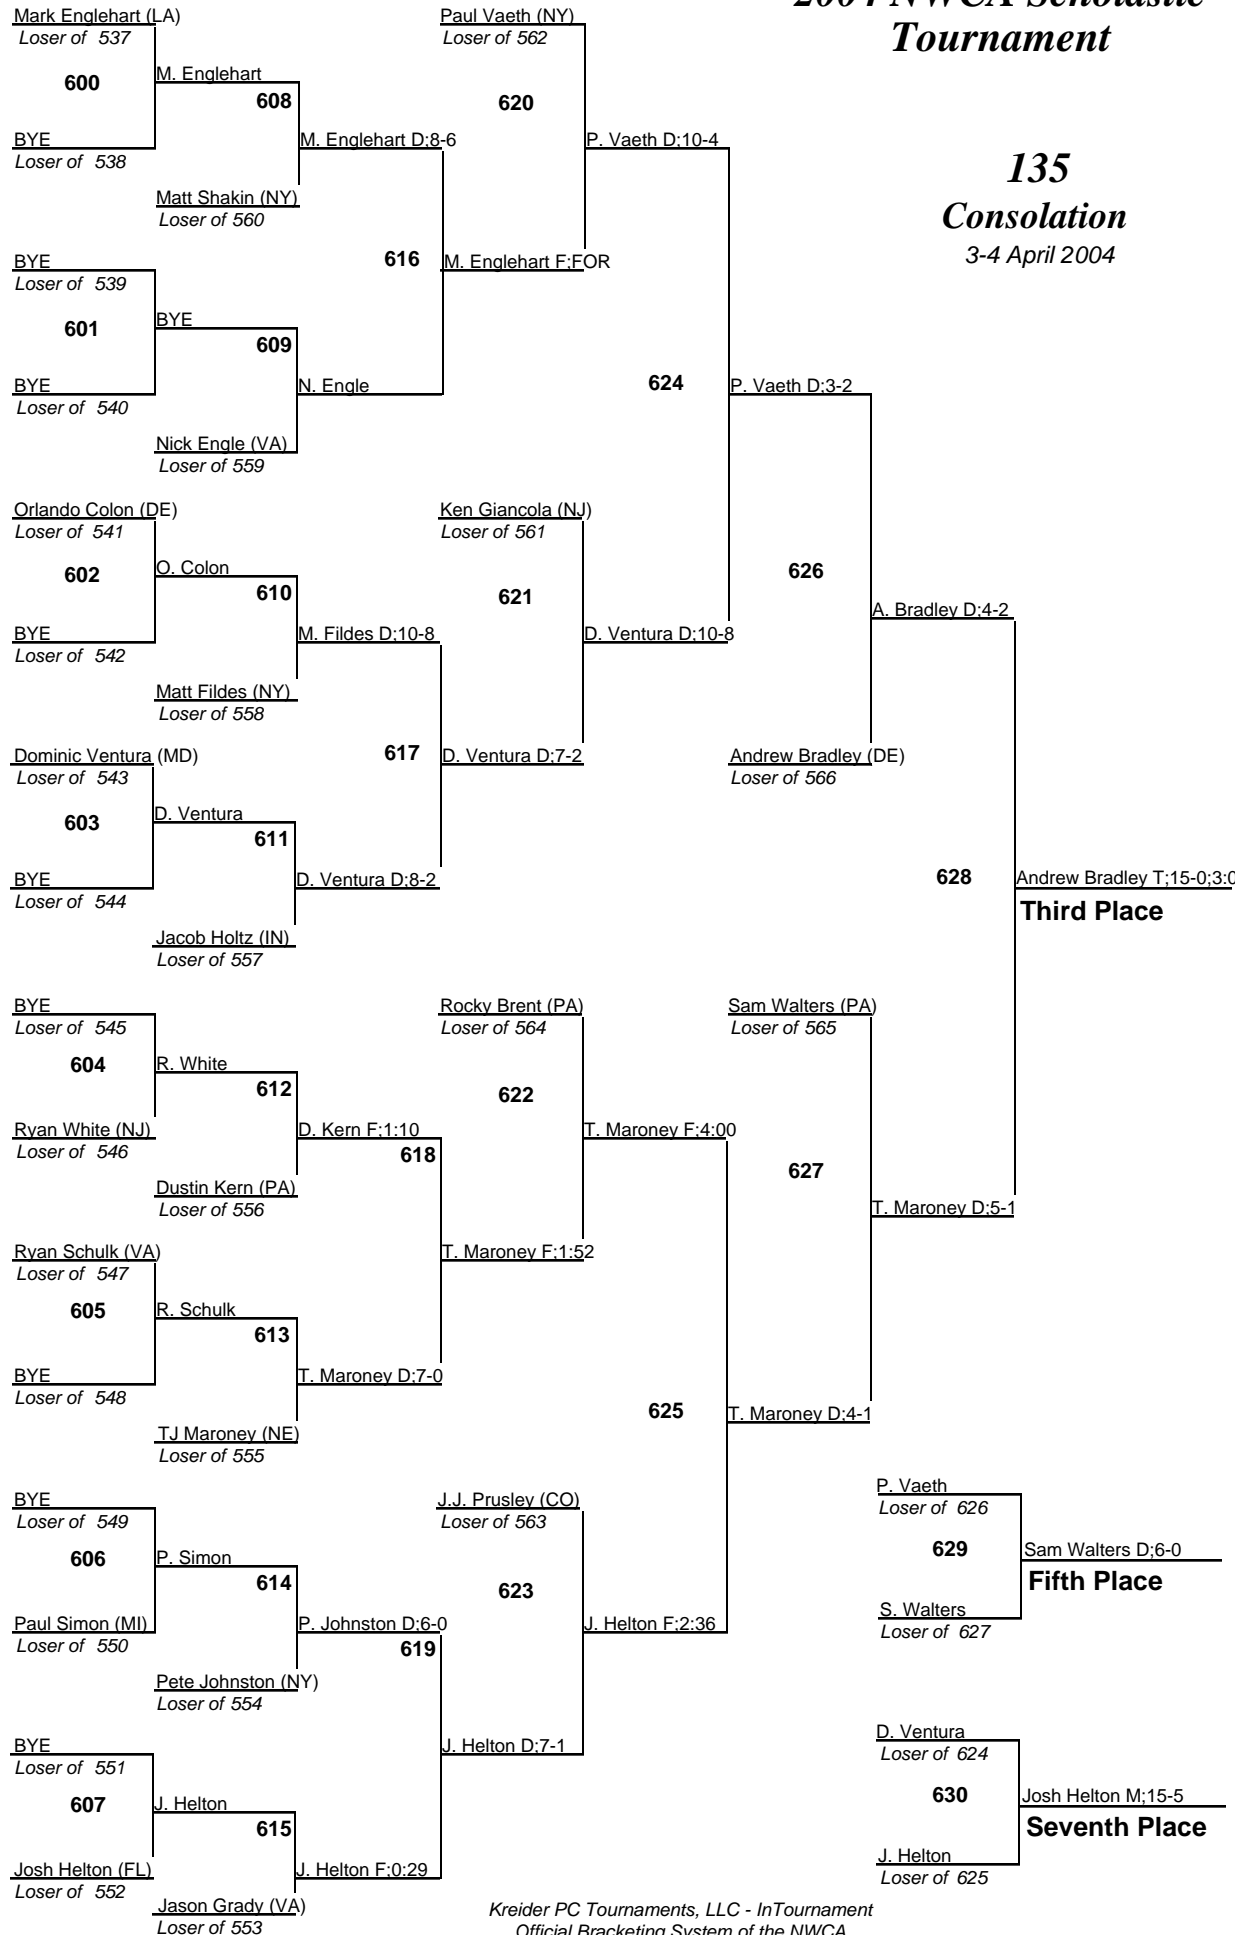 2004 NWCA Scholastic
Tournament
135
Consolation
3-4 April 2004
Mark Englehart (LA)
Loser of 537
600
BYE
Loser of 538
BYE
Loser of 539
601
BYE
Loser of 540
Orlando Colon (DE)
Loser of 541
602
BYE
Loser of 542
Dominic Ventura (MD)
Loser of 543
603
BYE
Loser of 544
BYE
Loser of 545
604
Ryan White (NJ)
Loser of 546
Ryan Schulk (VA)
Loser of 547
605
BYE
Loser of 548
BYE
Loser of 549
606
Paul Simon (MI)
Loser of 550
BYE
Loser of 551
607
Josh Helton (FL)
Loser of 552
M. Englehart
608
Matt Shakin (NY)
Loser of 560
BYE
609
Nick Engle (VA)
Loser of 559
O. Colon
610
Matt Fildes (NY)
Loser of 558
D. Ventura
611
Jacob Holtz (IN)
Loser of 557
R. White
612
Dustin Kern (PA)
Loser of 556
R. Schulk
613
TJ Maroney (NE)
Loser of 555
P. Simon
614
Pete Johnston (NY)
Loser of 554
J. Helton
615
Jason Grady (VA)
Loser of 553
M. Englehart D;8-6
616
N. Engle
M. Fildes D;10-8
617
D. Ventura D;8-2
D. Kern F;1:10
618
T. Maroney D;7-0
P. Johnston D;6-0
619
J. Helton F;0:29
Paul Vaeth (NY)
Loser of 562
620
M. Englehart F;FOR
Ken Giancola (NJ)
Loser of 561
621
D. Ventura D;7-2
Rocky Brent (PA)
Loser of 564
622
T. Maroney F;1:52
J.J. Prusley (CO)
Loser of 563
623
J. Helton D;7-1
P. Vaeth D;10-4
624
D. Ventura D;10-8
T. Maroney F;4:00
625
J. Helton F;2:36
P. Vaeth D;3-2
626
Andrew Bradley (DE)
Loser of 566
Sam Walters (PA)
Loser of 565
627
T. Maroney D;4-1
A. Bradley D;4-2
628
T. Maroney D;5-1
Andrew Bradley T;15-0;3:0
Third Place
P. Vaeth
Loser of 626
629
S. Walters
Loser of 627
Sam Walters D;6-0
Fifth Place
D. Ventura
Loser of 624
630
J. Helton
Loser of 625
Josh Helton M;15-5
Seventh Place
Kreider PC Tournaments, LLC - InTournament
Official Bracketing System of the NWCA